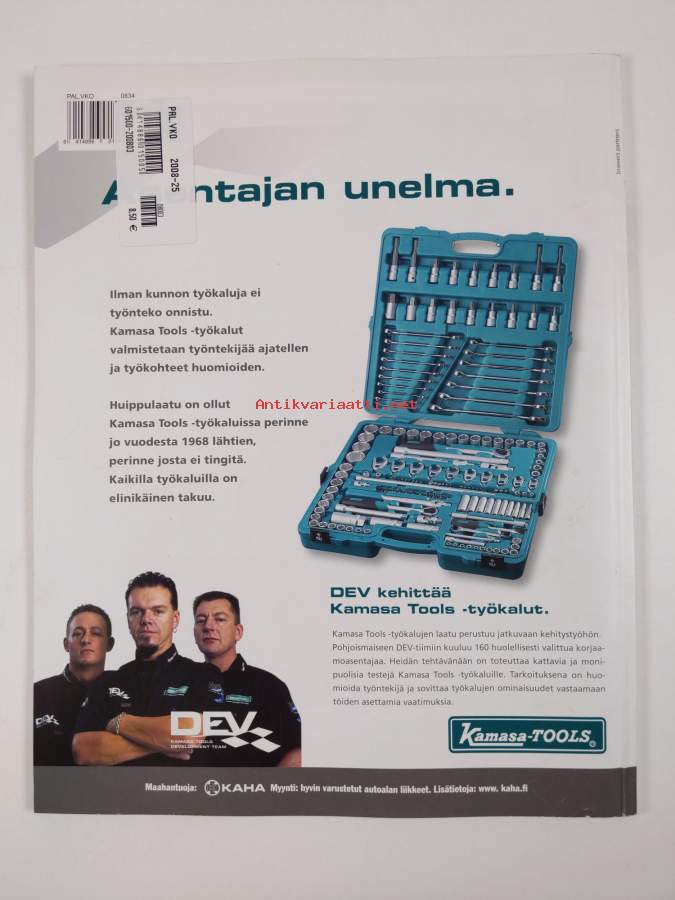 PAL.VKO 0834
PAL.VKO 2008-25
601560-200803
0803
8,50 €
ntajan unelma.
Ilman kunnon työkaluja ei
työnteko onnistu.
Kamasa Tools -työkalut
valmistetaan työntekijää ajatellen
ja työkohteet huomioiden.
Huippulaatu on ollut
Kamasa Tools -työkaluissa perinne
jo vuodesta 1968 lähtien,
perinne josta ei tingitä.
Kaikilla työkaluilla on
elinikäinen takuu.
Antikvariaatti.net
DEV kehittää
Kamasa Tools -työkalut.
Kamasa Tools -työkalujen laatu perustuu jatkuvaan kehitystyöhön.
Pohjoismaiseen DEV-tiimiin kuuluu 160 huolellisesti valittua korjaa-
moasentajaa. Heidän tehtävänään on toteuttaa kattavia ja moni-
puolisia testejä Kamasa Tools -työkaluille. Tarkoituksena on huo-
mioida työntekijä ja sovittaa työkalujen ominaisuudet vastaamaan
töiden asettamia vaatimuksia.
DEV
KAMASA TOOLS
DEVELOPMENT TEAM
Kamasa-TOOLS®
Maahantuoja: KAHA Myynti: hyvin varustetut autoalan liikkeet. Lisätietoja: www. kaha.fi